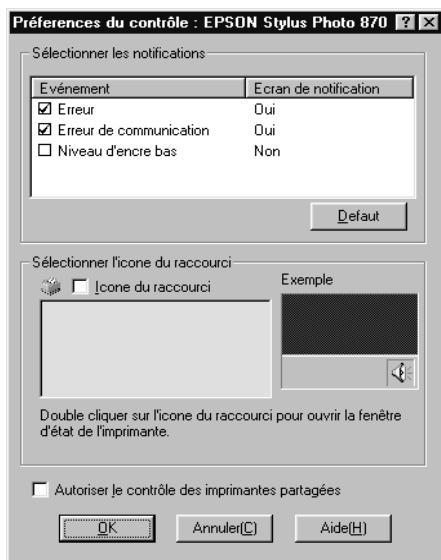 Préferences du contrôle : EPSON Stylus Photo 870
Sélectionner les notifications
Evénement Ecran de notification
Erreur Oui
Erreur de communication Oui
Niveau d'encre bas Non
Defaut
Sélectionner l'icone du raccourci
Icone du raccourci
Exemple
Double cliquer sur l'icone du raccourci pour ouvrir la fenêtre
d'état de l'imprimante.
Autoriser le contrôle des imprimantes partagées
OK Annuler(C) Aide(H)